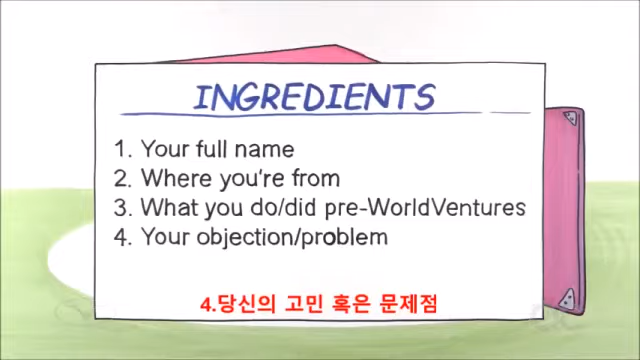 INGREDIENTS
1. Your full name
2. Where you're from
3. What you do/did pre-WorldVentures
4. Your objection/problem
4.당신의 고민 혹은 문제점